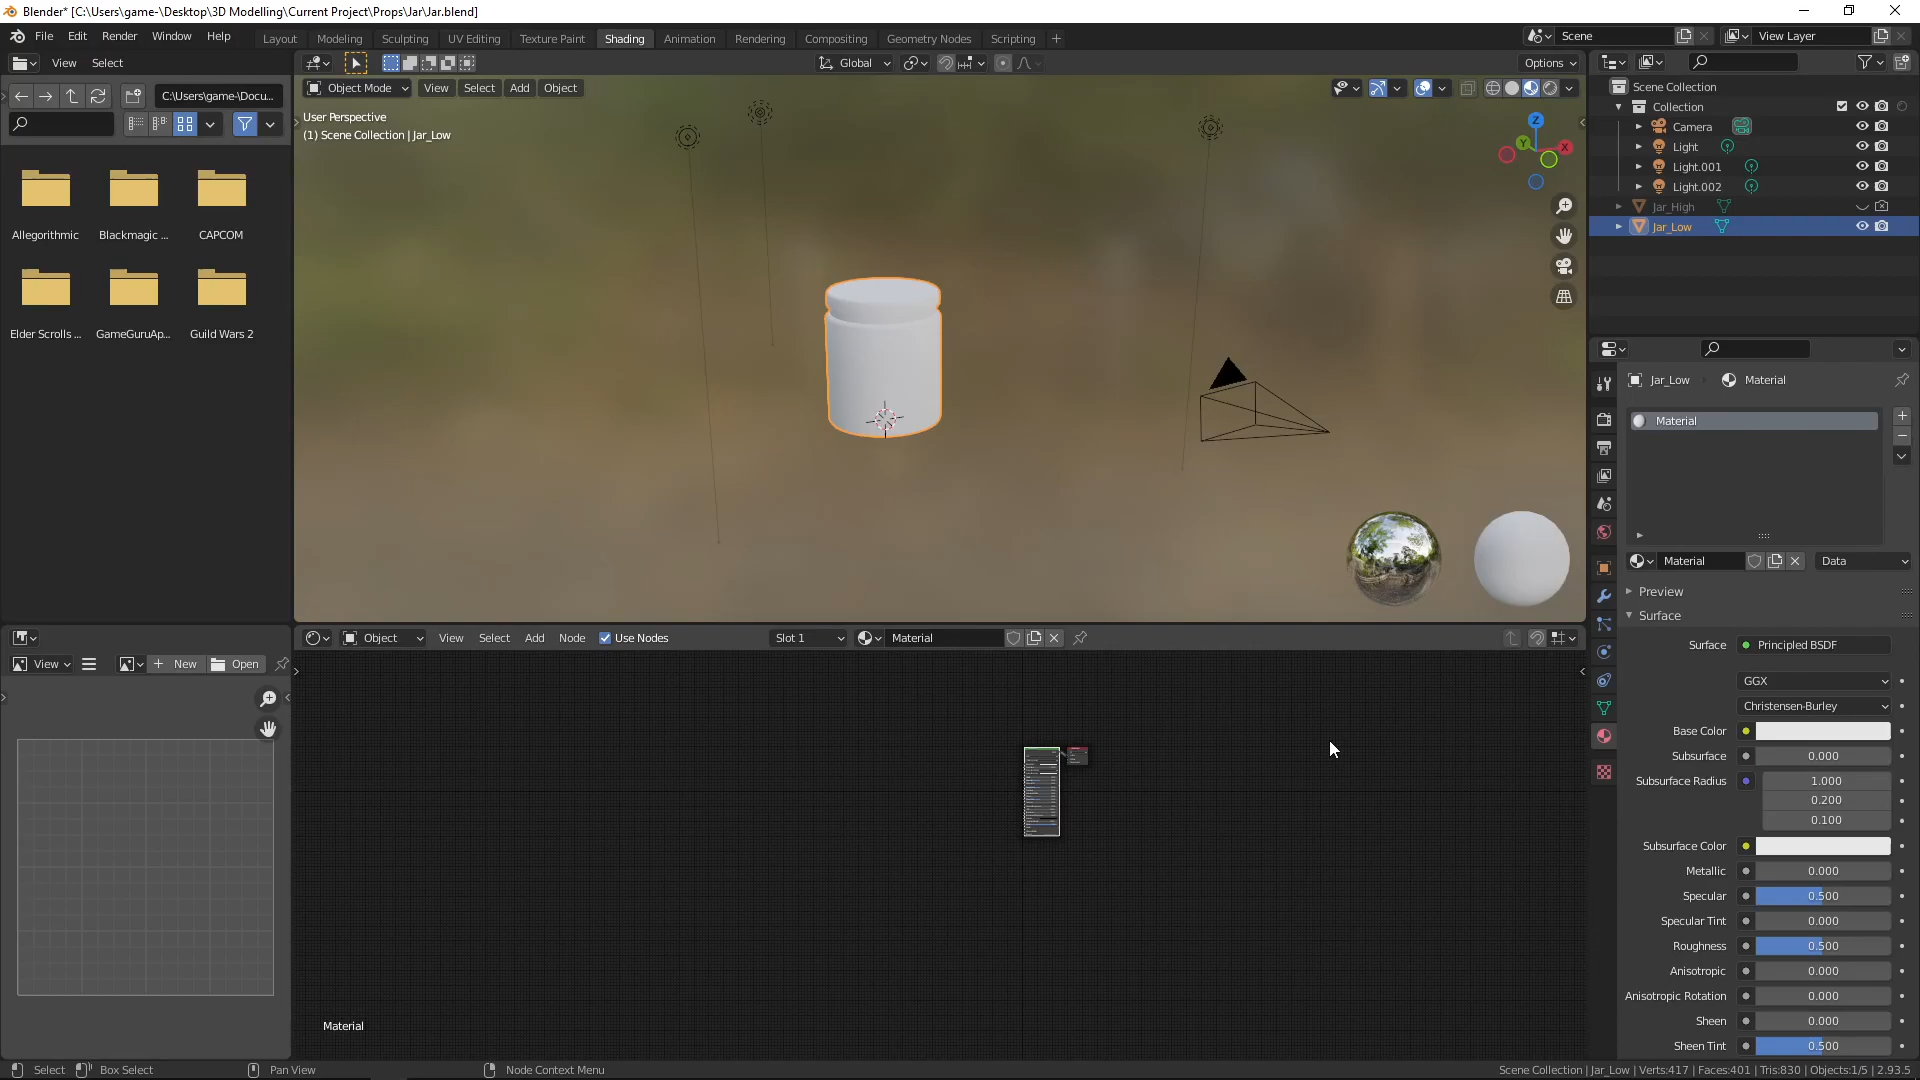 Blender* [C:\Users\game-\Desktop\3D Modelling\Current Project\Props\Jar\Jar.blend]
File Edit Render Window Help
Layout Modeling Sculpting UV Editing Texture Paint Shading Animation Rendering Compositing Geometry Nodes Scripting +
Scene
View Layer
View Select
Global
Options
C:\Users\game-\Docu...
Object Mode View Select Add Object
User Perspective
(1) Scene Collection | Jar_Low
Z
Y
X
Allegorithmic Blackmagic ... CAPCOM
Elder Scrolls ... GameGuruAp... Guild Wars 2
Scene Collection
Collection
Camera
Light
Light.001
Light.002
Jar_High
Jar_Low
Jar_Low Material
Material
Material
Data
Preview
Surface
Surface Principled BSDF
GGX
Christensen-Burley
Base Color
Subsurface 0.000
Subsurface Radius 1.000
0.200
0.100
Subsurface Color
Metallic 0.000
Specular 0.500
Specular Tint 0.000
Roughness 0.500
Anisotropic 0.000
Anisotropic Rotation 0.000
Sheen 0.000
Sheen Tint 0.500
View
New
Open
Object View Select Add Node Use Nodes Slot 1 Material
Material
Select Box Select Pan View Node Context Menu
Scene Collection | Jar_Low | Verts:417 | Faces:401 | Tris:830 | Objects:1/5 | 2.93.5